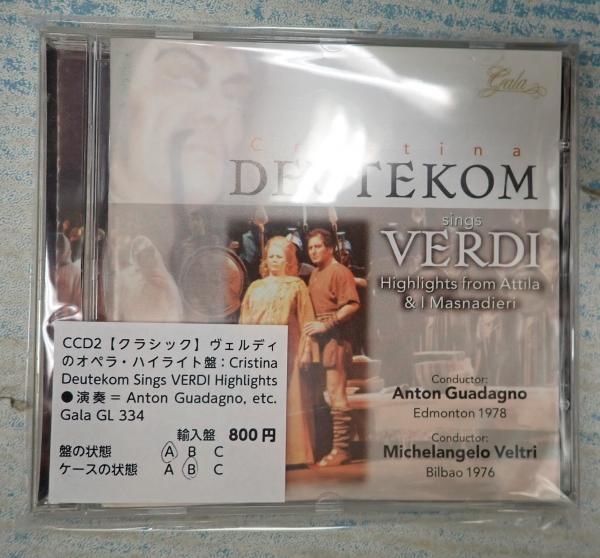 Gala
Cristina
DEUTEKOM
sings
VERDI
Highlights from Attila
& I Masnadieri
Conductor:
Anton Guadagno
Edmonton 1978
Conductor:
Michelangelo Veltri
Bilbao 1976
CCD2【クラシック】ヴェルディ
のオペラ・ハイライト盤:Cristina
Deutekom Sings VERDI Highlights
●演奏=Anton Guadagno, etc.
Gala GL 334
輸入盤 800円
盤の状態 A B C
ケースの状態 A B C